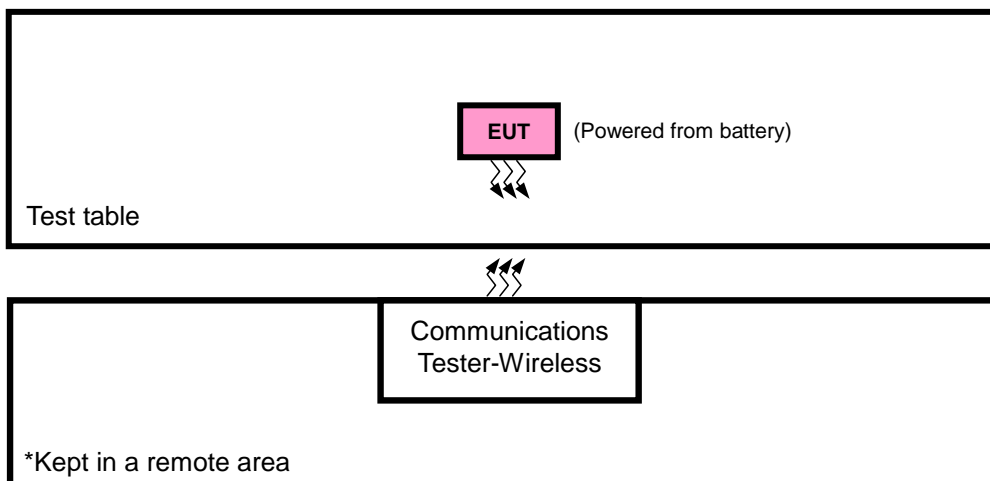 EUT (Powered from battery)
Test table
Communications
Tester-Wireless
*Kept in a remote area